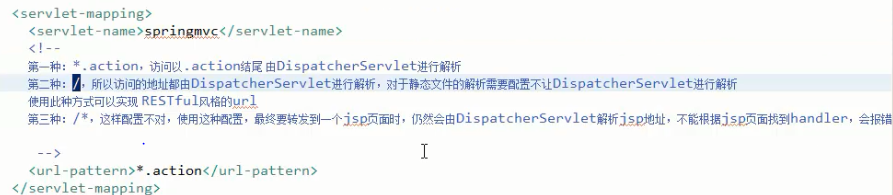 <servlet-mapping>
<servlet-name>springmvc</servlet-name>
<!--
第一种：*.action，访问以.action结尾 由DispatcherServlet进行解析
第二种：/，所以访问的地址都由DispatcherServlet进行解析，对于静态文件的解析需要配置不让DispatcherServlet进行解析
使用此种方式可以实现 RESTful风格的url
第三种：/*，这样配置不对，使用这种配置，最终要转发到一个jsp页面时，仍然会由DispatcherServlet解析jsp地址，不能根据jsp页面找到handler，会报错
-->
<url-pattern>*.action</url-pattern>
</servlet-mapping>